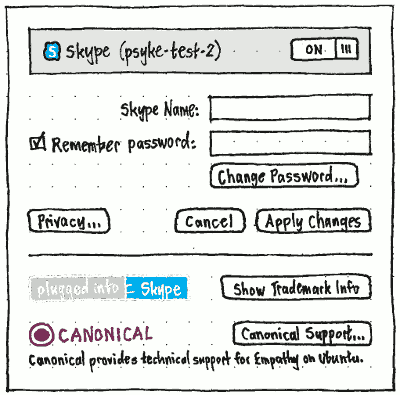 S Skype (psyke-test-2) ON
Skype Name:
Remember password:
Change Password...
Privacy... Cancel Apply Changes
plugged into Skype Show Trademark Info
CANONICAL Canonical Support...
Canonical provides technical support for Empathy on Ubuntu.